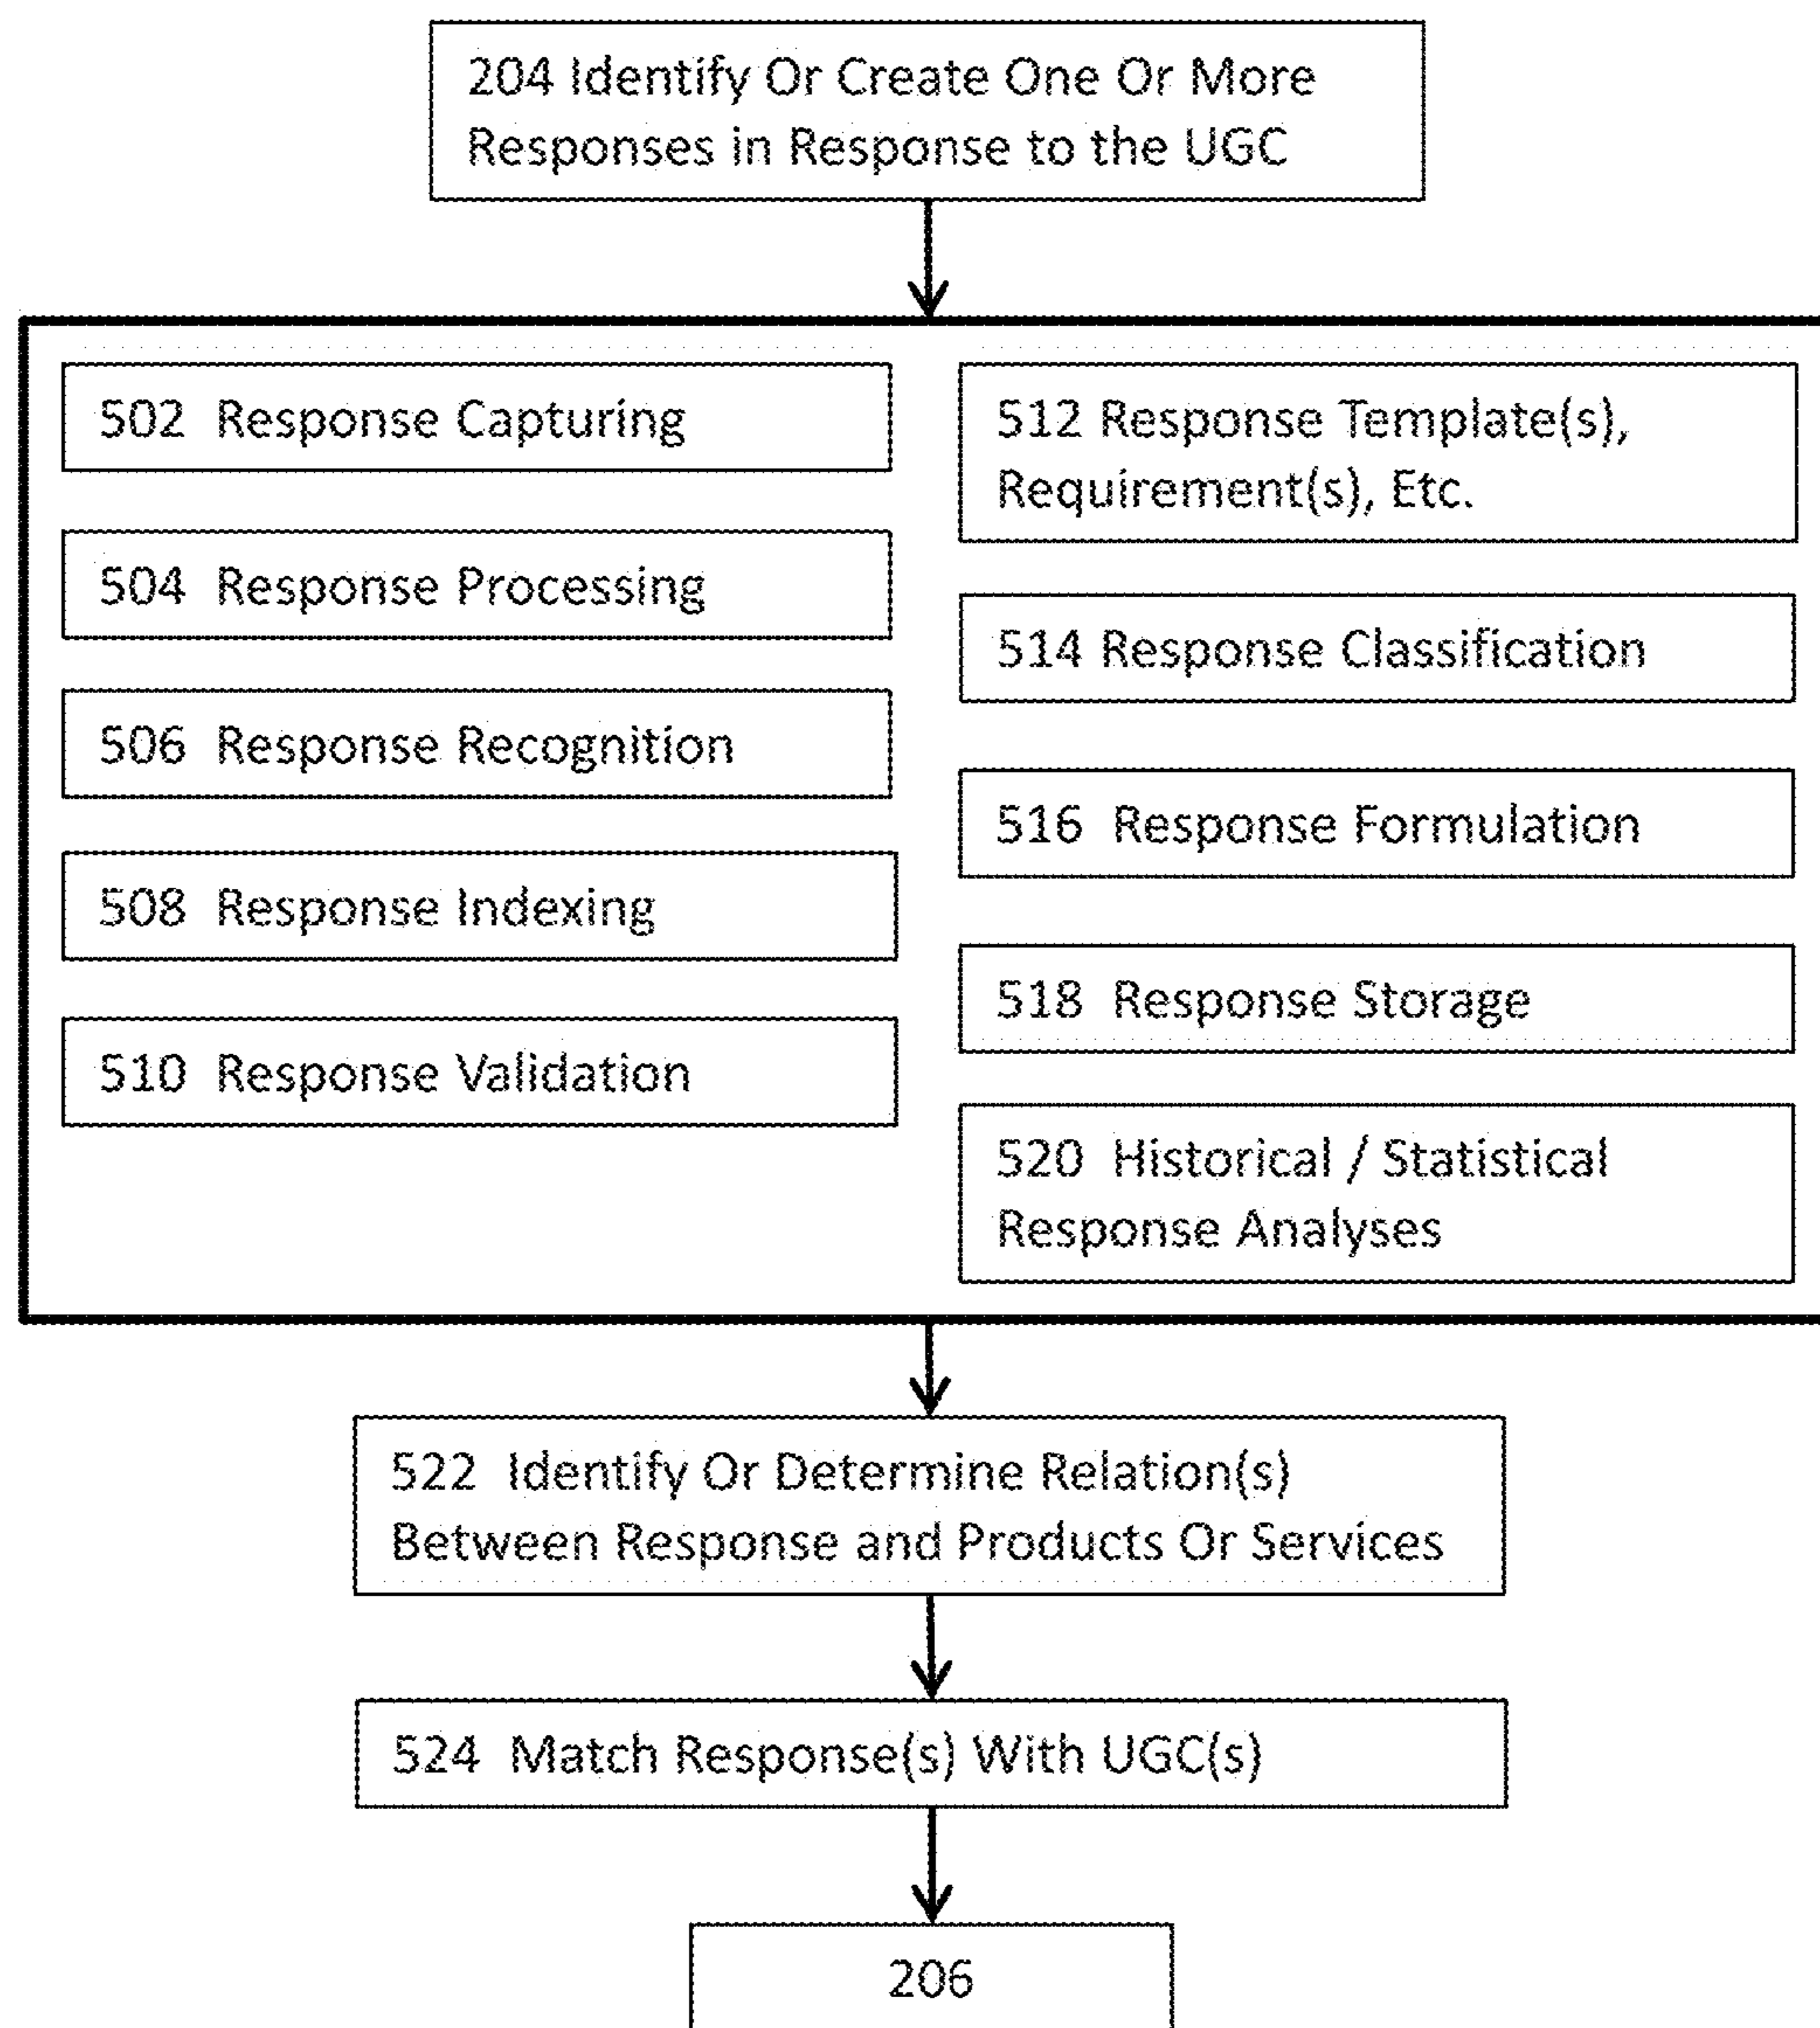 204 Identify Or Create One Or More
Responses in Response to the UGC
502 Response Capturing
504 Response Processing
506 Response Recognition
508 Response Indexing
510 Response Validation
512 Response Template(s),
Requirement(s), Etc.
514 Response Classification
516 Response Formulation
518 Response Storage
520 Historical / Statistical
Response Analyses
522 Identify Or Determine Relation(s)
Between Response and Products Or Services
524 Match Response(s) With UGC(s)
206